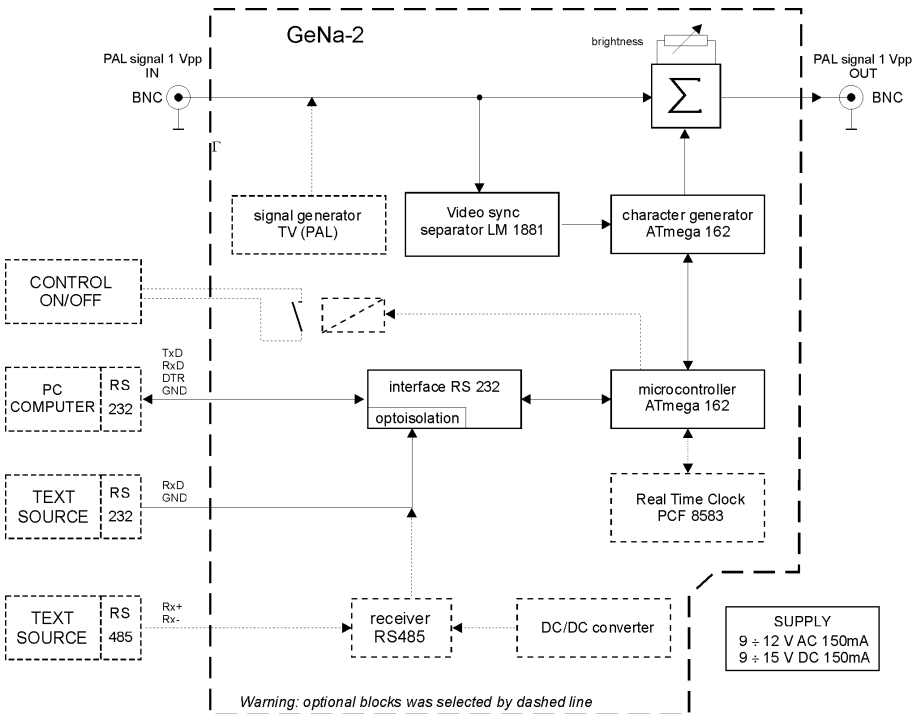 GeNa-2
brightness
PAL signal 1 Vpp
IN
BNC
PAL signal 1 Vpp
OUT
BNC
Σ
Γ
signal generator
TV (PAL)
Video sync
separator LM 1881
character generator
ATmega 162
CONTROL
ON/OFF
TxD
RxD
DTR
GND
PC
COMPUTER
RS
232
interface RS 232
optoisolation
microcontroller
ATmega 162
TEXT
SOURCE
RS
232
RxD
GND
Real Time Clock
PCF 8583
TEXT
SOURCE
RS
485
Rx+
Rx-
receiver
RS485
DC/DC converter
SUPPLY
9 ÷ 12 V AC 150mA
9 ÷ 15 V DC 150mA
Warning: optional blocks was selected by dashed line